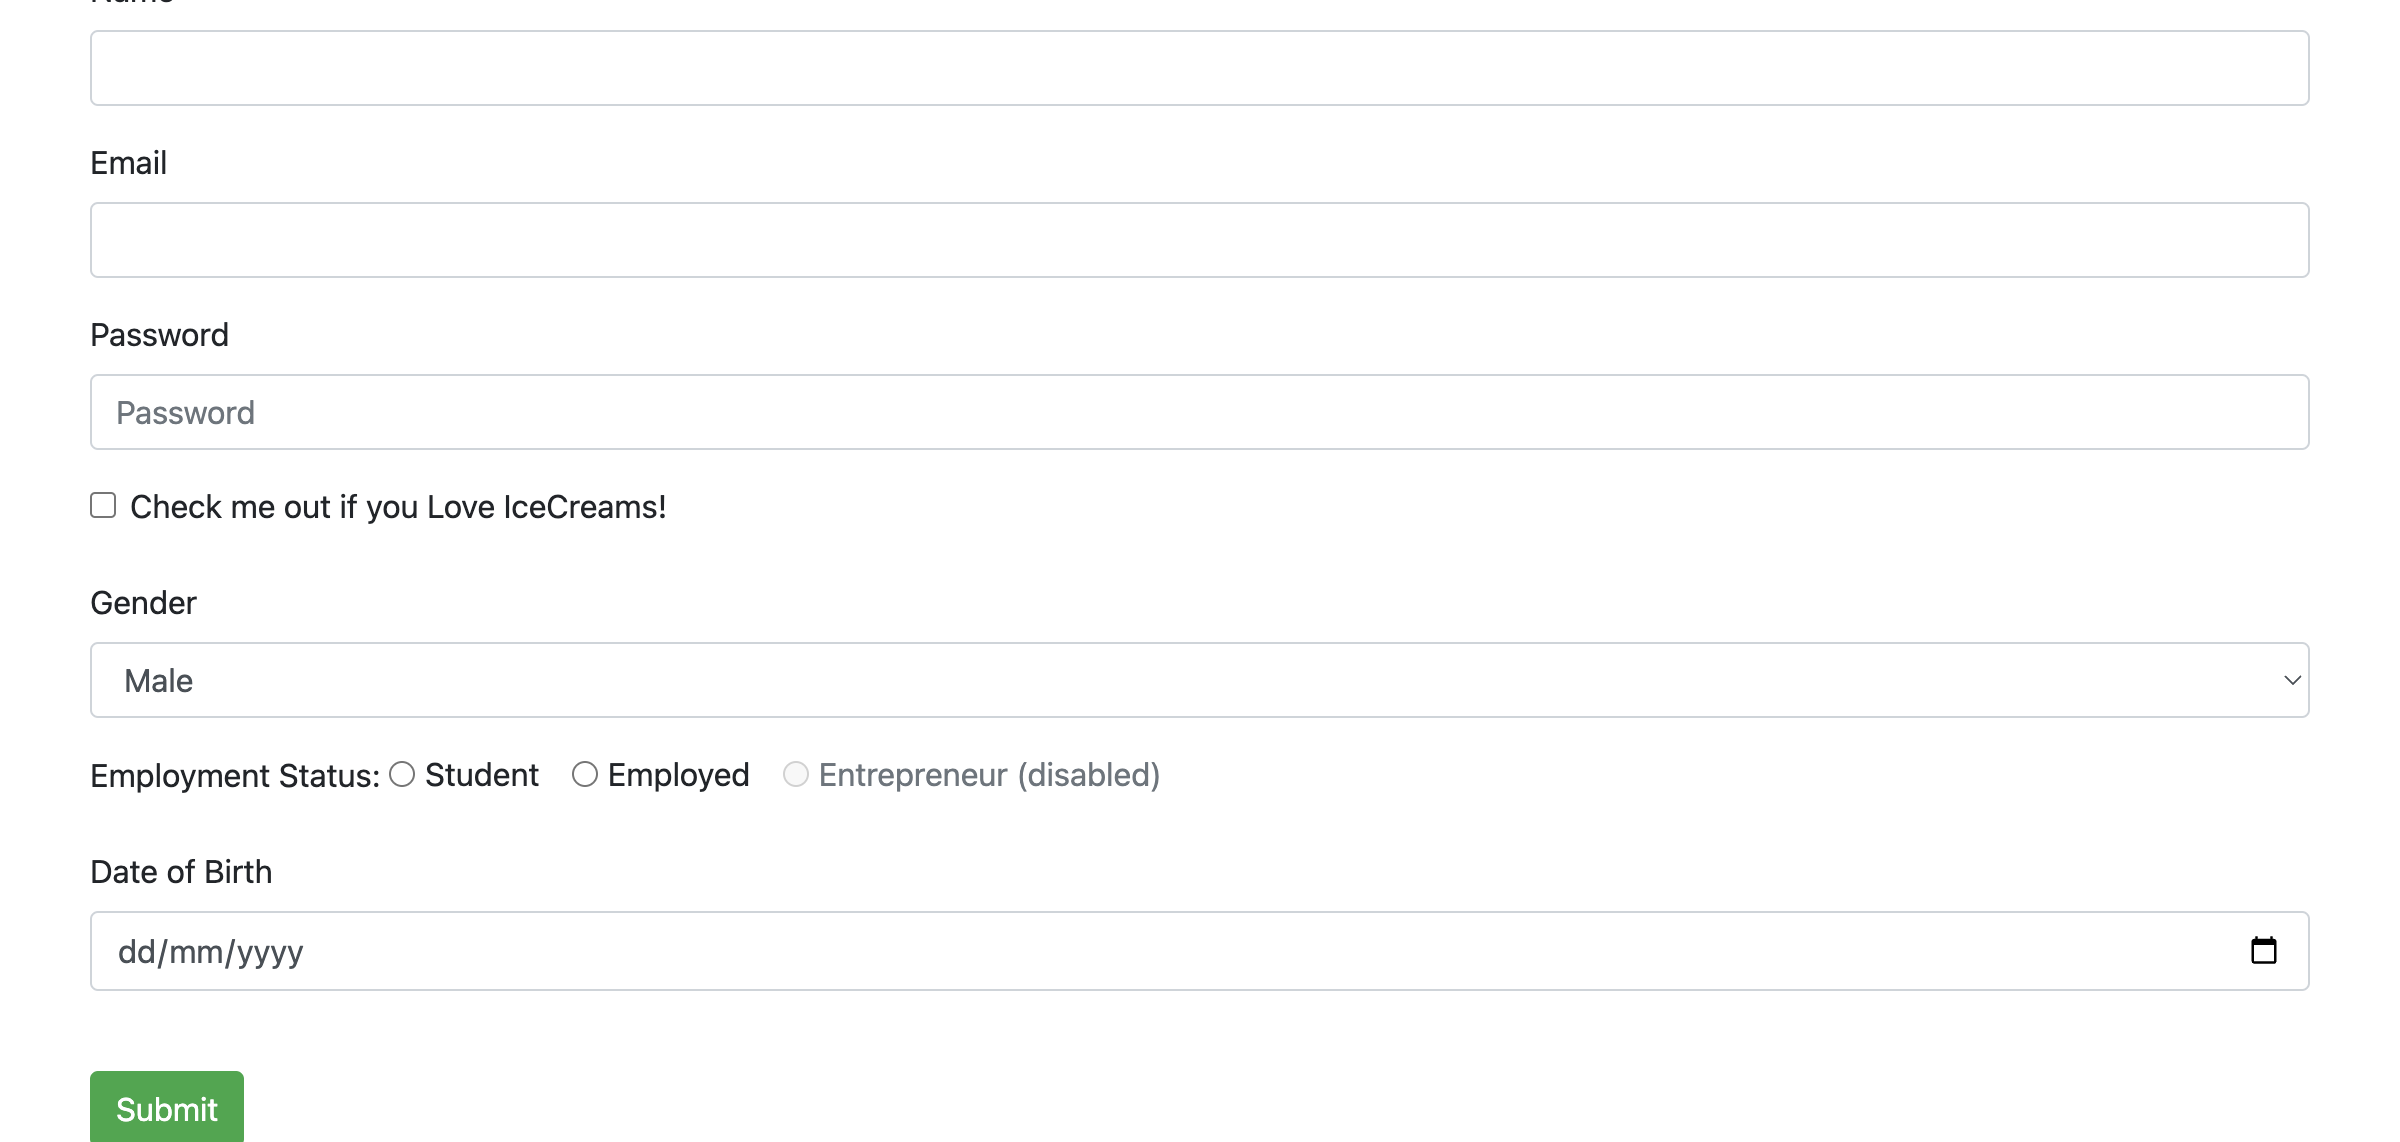 Name
Email
Password
Password
Check me out if you Love IceCreams!
Gender
Male
Employment Status: Student Employed Entrepreneur (disabled)
Date of Birth
dd/mm/yyyy
Submit